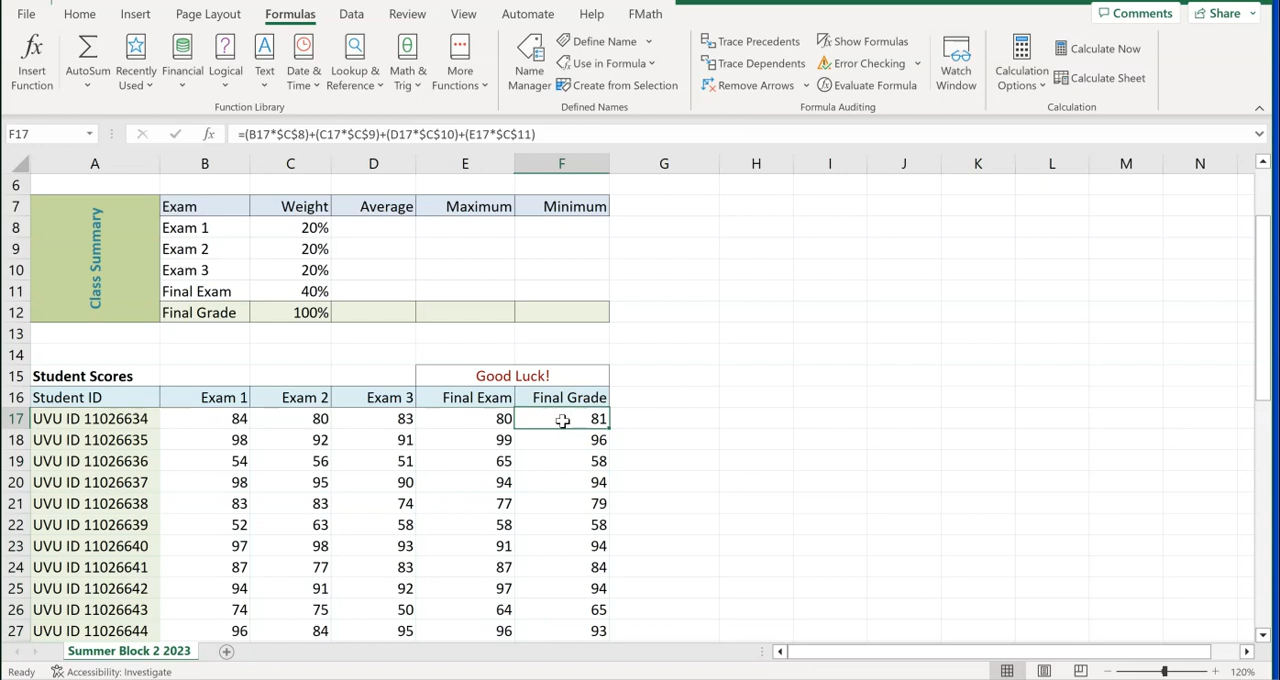 File Home Insert Page Layout Formulas Data Review View Automate Help FMath Comments Share
Insert Function
AutoSum
Recently Used
Financial
Logical
Text
Date & Time
Lookup & Reference
Math & Trig
More Functions
Function Library
Name Manager
Define Name
Use in Formula
Create from Selection
Defined Names
Trace Precedents
Trace Dependents
Remove Arrows
Show Formulas
Error Checking
Evaluate Formula
Formula Auditing
Watch Window
Calculation Options
Calculate Now
Calculate Sheet
Calculation
F17 fx =(B17*$C$8)+(C17*$C$9)+(D17*$C$10)+(E17*$C$11)
A B C D E F G H I J K L M N
6
7 Exam Weight Average Maximum Minimum
Class Summary
8 Exam 1 20%
9 Exam 2 20%
10 Exam 3 20%
11 Final Exam 40%
12 Final Grade 100%
13
14
15 Student Scores Good Luck!
16 Student ID Exam 1 Exam 2 Exam 3 Final Exam Final Grade
17 UVU ID 11026634 84 80 83 80 81
18 UVU ID 11026635 98 92 91 99 96
19 UVU ID 11026636 54 56 51 65 58
20 UVU ID 11026637 98 95 90 94 94
21 UVU ID 11026638 83 83 74 77 79
22 UVU ID 11026639 52 63 58 58 58
23 UVU ID 11026640 97 98 93 91 94
24 UVU ID 11026641 87 77 83 87 84
25 UVU ID 11026642 94 91 92 97 94
26 UVU ID 11026643 74 75 50 64 65
27 UVU ID 11026644 96 84 95 96 93
Summer Block 2 2023
Ready Accessibility: Investigate 120%